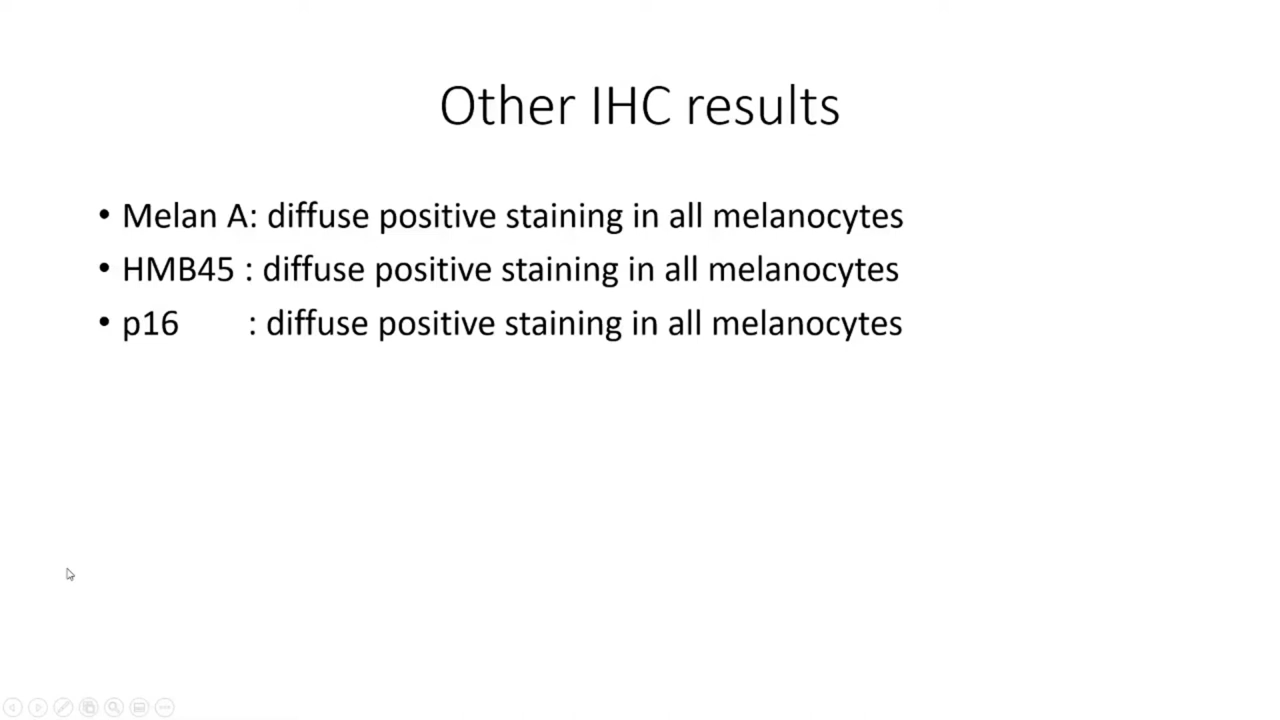 Other IHC results
• Melan A: diffuse positive staining in all melanocytes
• HMB45 : diffuse positive staining in all melanocytes
• p16 : diffuse positive staining in all melanocytes